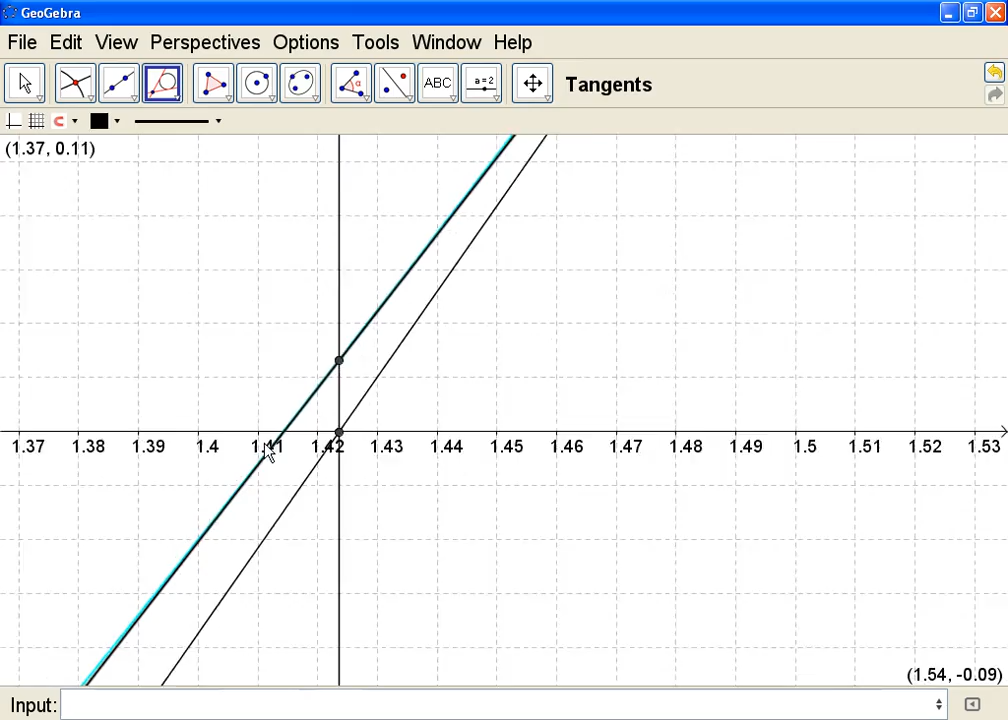 GeoGebra
File Edit View Perspectives Options Tools Window Help
ABC a=2 Tangents
(1.37, 0.11)
1.37 1.38 1.39 1.4 1.41 1.42 1.43 1.44 1.45 1.46 1.47 1.48 1.49 1.5 1.51 1.52 1.53
(1.54, -0.09)
Input: